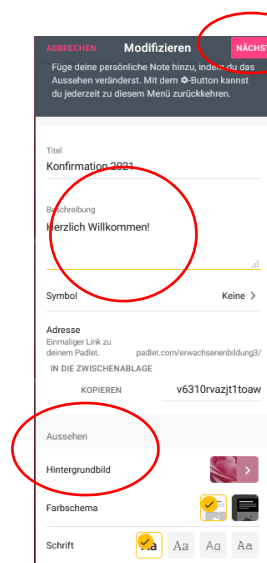 ABBRECHEN Modifizieren NÄCHST
Füge deine persönliche Note hinzu, indem du das
Aussehen veränderst. Mit dem ✿-Button kannst
du jederzeit zu diesem Menü zurückkehren.
Titel
Konfirmation 2021
Beschreibung
Herzlich Willkommen!
Symbol Keine >
Adresse
Einmaliger Link zu
deinem Padlet. padlet.com/erwachsenenbildung3/
IN DIE ZWISCHENABLAGE
KOPIEREN v6310rvazjt1toaw
Aussehen
Hintergrundbild
Farbschema
Schrift Aa Aa Aa Aa